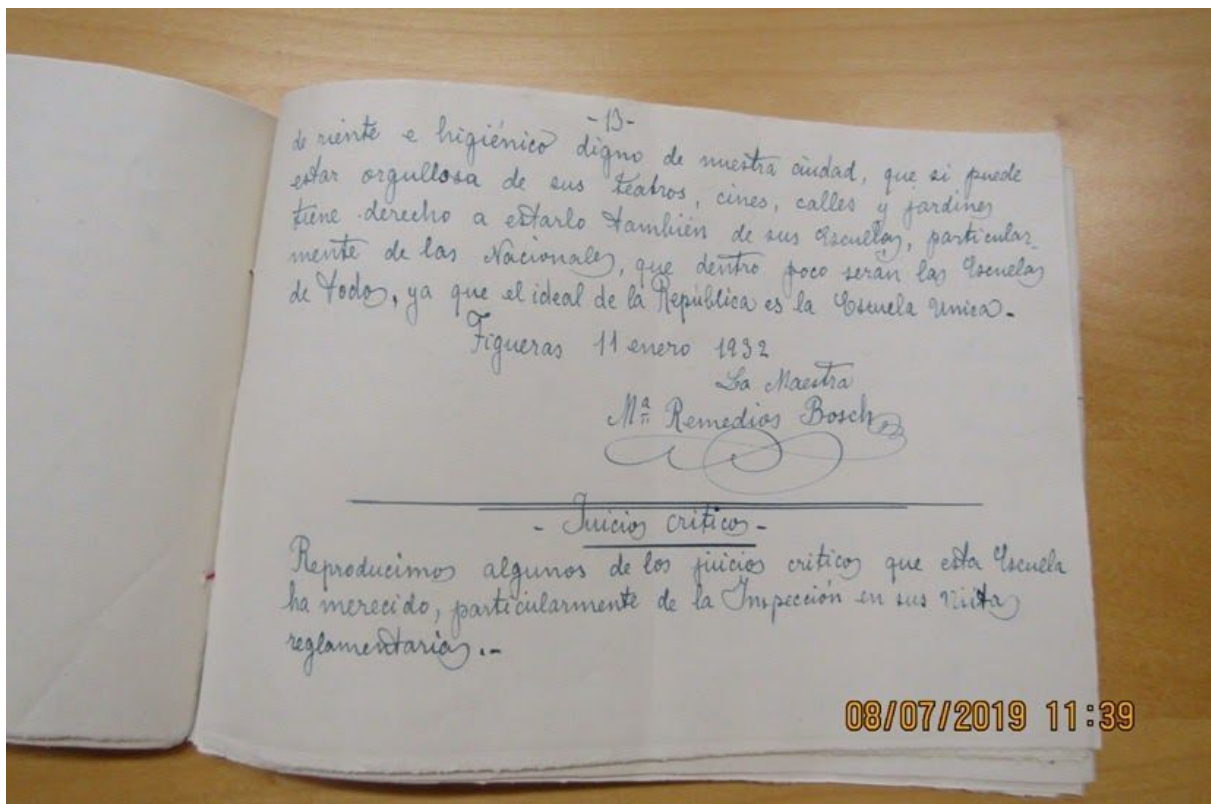 -13-
de riente e higiénico digno de nuestra ciudad, que si puede
estar orgullosa de sus teatros, cines, calles y jardines
tiene derecho a estarlo también de sus Escuelas, particular-
mente de las Nacionales, que dentro poco serán las Escuelas
de todos, ya que el ideal de la República es la Escuela Unica.-
Figueras 11 enero 1932
La Maestra
Mª Remedios Bosch
- Juicios criticos -
Reproducimos algunos de los juicios criticos que esta Escuela
ha merecido, particularmente de la Inspección en sus visitas
reglamentarias.-
08/07/2019 11:39